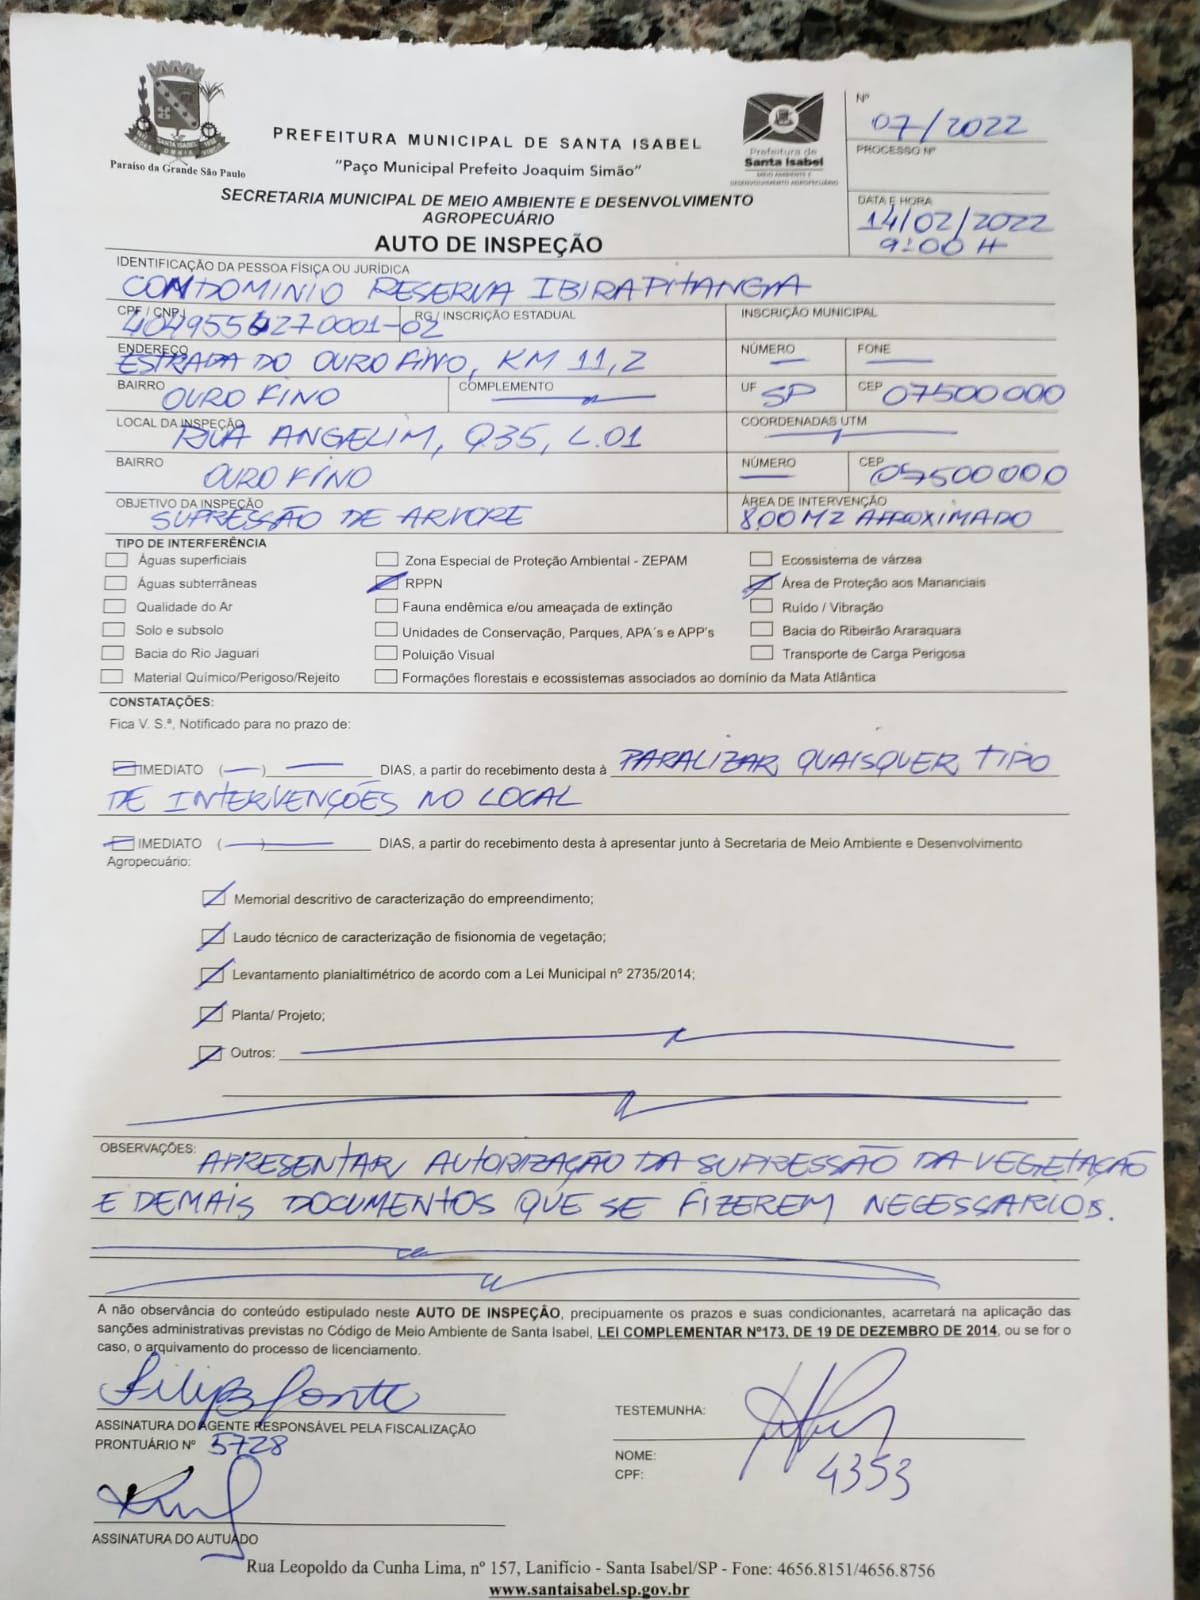 PREFEITURA MUNICIPAL DE SANTA ISABEL
"Paço Municipal Prefeito Joaquim Simão"
Paraíso da Grande São Paulo
Prefeitura de
Santa Isabel
MEIO AMBIENTE E
DESENVOLVIMENTO AGROPECUÁRIO
SECRETARIA MUNICIPAL DE MEIO AMBIENTE E DESENVOLVIMENTO
AGROPECUÁRIO
AUTO DE INSPEÇÃO
Nº
07/2022
PROCESSO Nº
DATA E HORA
14/02/2022
9:00 H
IDENTIFICAÇÃO DA PESSOA FÍSICA OU JURÍDICA
CONDOMINIO RESERVA IBIRAPITANGA
CPF / CNPJ RG / INSCRIÇÃO ESTADUAL INSCRIÇÃO MUNICIPAL
ENDEREÇO NÚMERO FONE
ESTRADA DO OURO FINO, KM 11,2
BAIRRO COMPLEMENTO UF CEP
OURO FINO SP 07500000
LOCAL DA INSPEÇÃO COORDENADAS UTM
RUA ANGELIM, Q35, L.01
BAIRRO NÚMERO CEP
OURO FINO 07500000
OBJETIVO DA INSPEÇÃO ÁREA DE INTERVENÇÃO
SUPRESSÃO DE ARVORE 800 M2 APROXIMADO
TIPO DE INTERFERÊNCIA
Águas superficiais Zona Especial de Proteção Ambiental - ZEPAM Ecossistema de várzea
Águas subterrâneas RPPN Área de Proteção aos Mananciais
Qualidade do Ar Fauna endêmica e/ou ameaçada de extinção Ruído / Vibração
Solo e subsolo Unidades de Conservação, Parques, APA´s e APP's Bacia do Ribeirão Araraquara
Bacia do Rio Jaguari Poluição Visual Transporte de Carga Perigosa
Material Químico/Perigoso/Rejeito Formações florestais e ecossistemas associados ao domínio da Mata Atlântica
CONSTATAÇÕES:
Fica V. S.ª, Notificado para no prazo de:
IMEDIATO ( ) DIAS, a partir do recebimento desta à PARALIZAR QUAISQUER TIPO
DE INTERVENÇÕES NO LOCAL
IMEDIATO ( ) DIAS, a partir do recebimento desta à apresentar junto à Secretaria de Meio Ambiente e Desenvolvimento
Agropecuário:
Memorial descritivo de caracterização do empreendimento;
Laudo técnico de caracterização de fisionomia de vegetação;
Levantamento planialtimétrico de acordo com a Lei Municipal nº 2735/2014;
Planta/ Projeto;
Outros:
OBSERVAÇÕES: APRESENTAR AUTORIZAÇÃO DA SUPRESSÃO DA VEGETAÇÃO
E DEMAIS DOCUMENTOS QUE SE FIZEREM NECESSARIOS.
A não observância do conteúdo estipulado neste AUTO DE INSPEÇÃO, precipuamente os prazos e suas condicionantes, acarretará na aplicação das
sanções administrativas previstas no Código de Meio Ambiente de Santa Isabel, LEI COMPLEMENTAR Nº173, DE 19 DE DEZEMBRO DE 2014, ou se for o
caso, o arquivamento do processo de licenciamento.
ASSINATURA DO AGENTE RESPONSÁVEL PELA FISCALIZAÇÃO
PRONTUÁRIO Nº 5728
TESTEMUNHA:
NOME:
CPF: 4353
ASSINATURA DO AUTUADO
Rua Leopoldo da Cunha Lima, nº 157, Lanifício - Santa Isabel/SP - Fone: 4656.8151/4656.8756
www.santaisabel.sp.gov.br